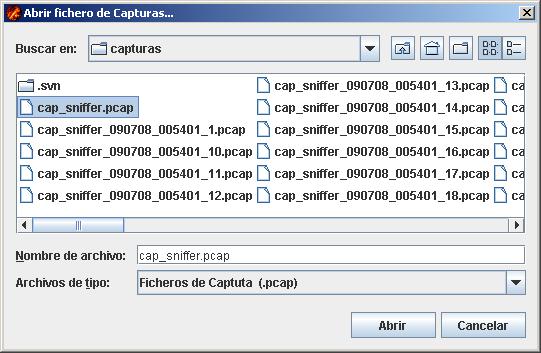 Abrir fichero de Capturas...
Buscar en: capturas
.svn
cap_sniffer.pcap
cap_sniffer_090708_005401_1.pcap
cap_sniffer_090708_005401_10.pcap
cap_sniffer_090708_005401_11.pcap
cap_sniffer_090708_005401_12.pcap
cap_sniffer_090708_005401_13.pcap
cap_sniffer_090708_005401_14.pcap
cap_sniffer_090708_005401_15.pcap
cap_sniffer_090708_005401_16.pcap
cap_sniffer_090708_005401_17.pcap
cap_sniffer_090708_005401_18.pcap
ca
ca
ca
ca
ca
ca
Nombre de archivo: cap_sniffer.pcap
Archivos de tipo: Ficheros de Captuta (.pcap)
Abrir Cancelar